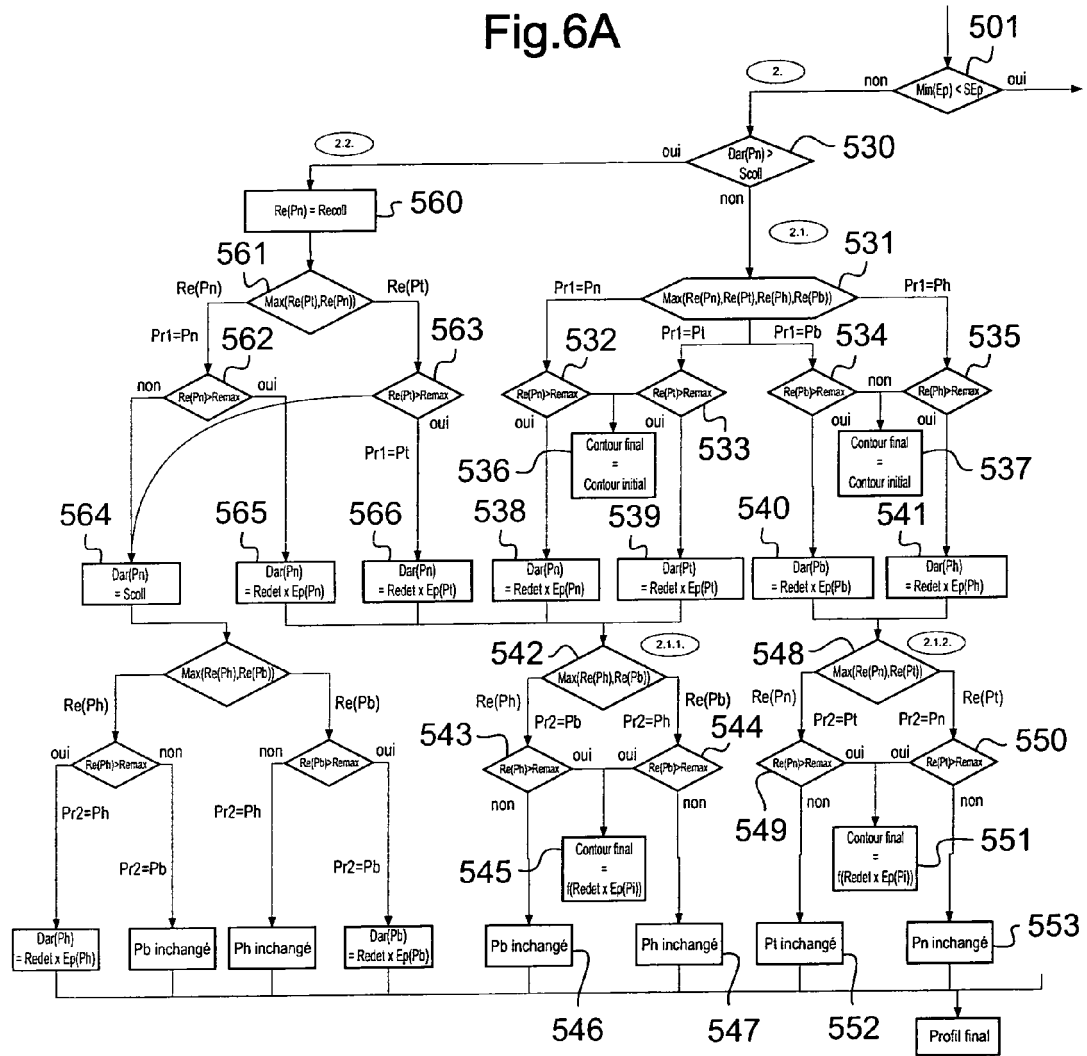 Fig.6A
501
2.
non
Min(Ep) < SEp
oui
2.2.
oui
Dar(Pn) >
Scoll
530
non
Re(Pn) = Recoll
560
2.1.
561
531
Re(Pn)
Max(Re(Pt),Re(Pn))
Re(Pt)
Pr1=Pn
Max(Re(Pn),Re(Pt),Re(Ph),Re(Pb))
Pr1=Ph
Pr1=Pn
562
563
532
Pr1=Pt
Pr1=Pb
534
535
non
Re(Pn)>Remax
oui
Re(Pt)>Remax
Re(Pn)>Remax
Re(Pt)>Remax
Re(Pb)>Remax
non
Re(Ph)>Remax
oui
oui
oui
533
oui
oui
Pr1=Pt
536
Contour final
=
Contour initial
Contour final
=
Contour initial
537
564
565
566
538
539
540
541
Dar(Pn)
= Scoll
Dar(Pn)
= Redet x Ep(Pn)
Dar(Pn)
= Redet x Ep(Pt)
Dar(Pn)
= Redet x Ep(Pn)
Dar(Pt)
= Redet x Ep(Pt)
Dar(Pb)
= Redet x Ep(Pb)
Dar(Ph)
= Redet x Ep(Ph)
542
2.1.1.
548
2.1.2.
Max(Re(Ph),Re(Pb))
Max(Re(Ph),Re(Pb))
Max(Re(Pn),Re(Pt))
Re(Ph)
Re(Pb)
Re(Ph)
Re(Pb)
Re(Pn)
Re(Pt)
Pr2=Pb
Pr2=Ph
Pr2=Pt
Pr2=Pn
543
544
550
oui
Re(Ph)>Remax
non
non
Re(Pb)>Remax
oui
Re(Ph)>Remax
oui
oui
Re(Pb)>Remax
Re(Pn)>Remax
oui
oui
Re(Pt)>Remax
non
non
non
non
549
Pr2=Ph
Pr2=Ph
Pr2=Pb
Pr2=Pb
545
Contour final
=
f(Redet x Ep(Pi))
Contour final
=
f(Redet x Ep(Pi))
551
Dar(Ph)
= Redet x Ep(Ph)
Pb inchangé
Ph inchangé
Dar(Pb)
= Redet x Ep(Pb)
Pb inchangé
Ph inchangé
Pt inchangé
Pn inchangé
553
546
547
552
Profil final